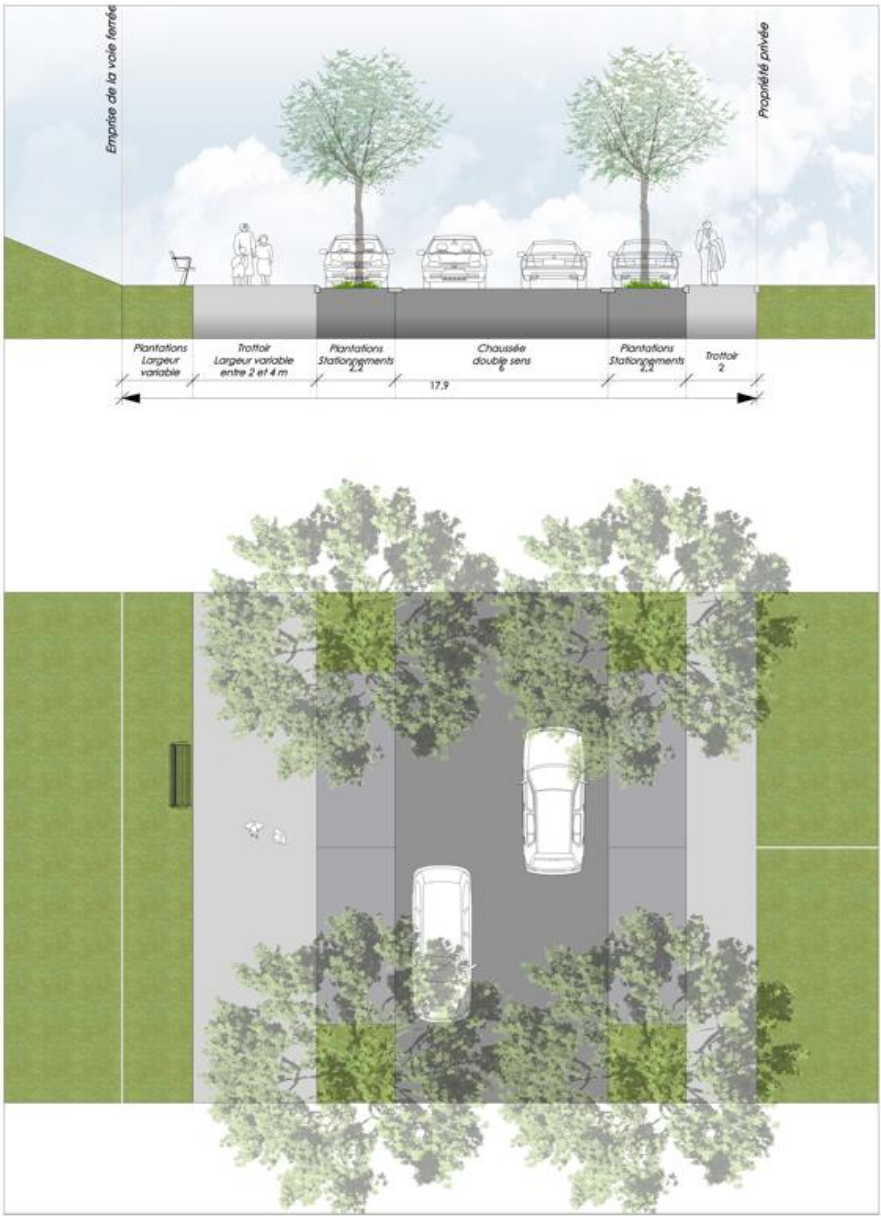 Emprise de la voie ferrée
Propriété privée
Plantations
Largeur
variable
Trottoir
Largeur variable
entre 2 et 4 m
Plantations
Stationnements
2,2
Chaussée
double sens
6
Plantations
Stationnements
2,2
Trottoir
2
17,9